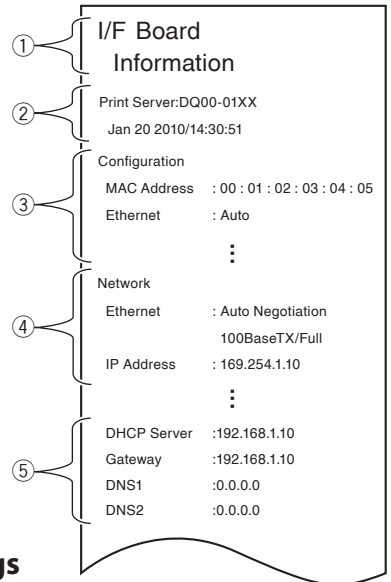 I/F Board
Information
① 
Print Server:DQ00-01XX
Jan 20 2010/14:30:51
②
Configuration
MAC Address : 00 : 01 : 02 : 03 : 04 : 05
Ethernet : Auto
⋮
③
Network
Ethernet : Auto Negotiation
100BaseTX/Full
IP Address : 169.254.1.10
⋮
④
DHCP Server :192.168.1.10
Gateway :192.168.1.10
DNS1 :0.0.0.0
DNS2 :0.0.0.0
⑤
gs